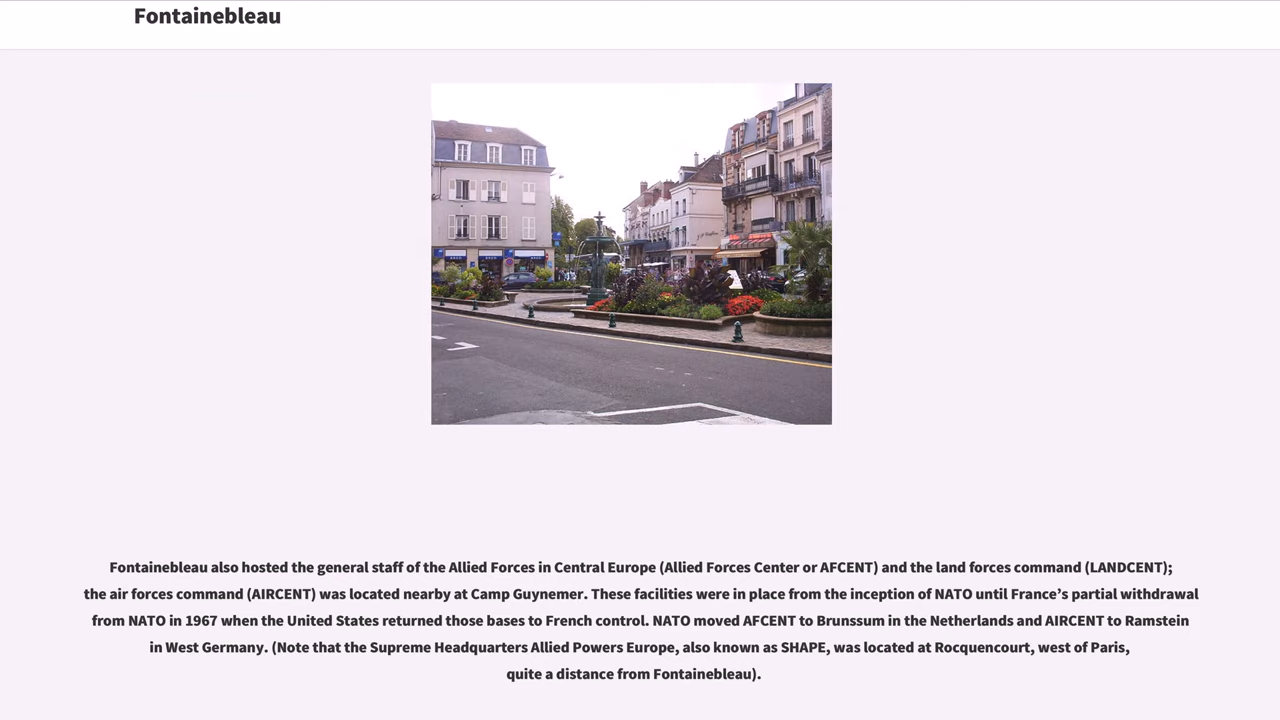 Fontainebleau
Fontainebleau also hosted the general staff of the Allied Forces in Central Europe (Allied Forces Center or AFCENT) and the land forces command (LANDCENT);
the air forces command (AIRCENT) was located nearby at Camp Guynemer. These facilities were in place from the inception of NATO until France’s partial withdrawal
from NATO in 1967 when the United States returned those bases to French control. NATO moved AFCENT to Brunssum in the Netherlands and AIRCENT to Ramstein
in West Germany. (Note that the Supreme Headquarters Allied Powers Europe, also known as SHAPE, was located at Rocquencourt, west of Paris,
quite a distance from Fontainebleau).